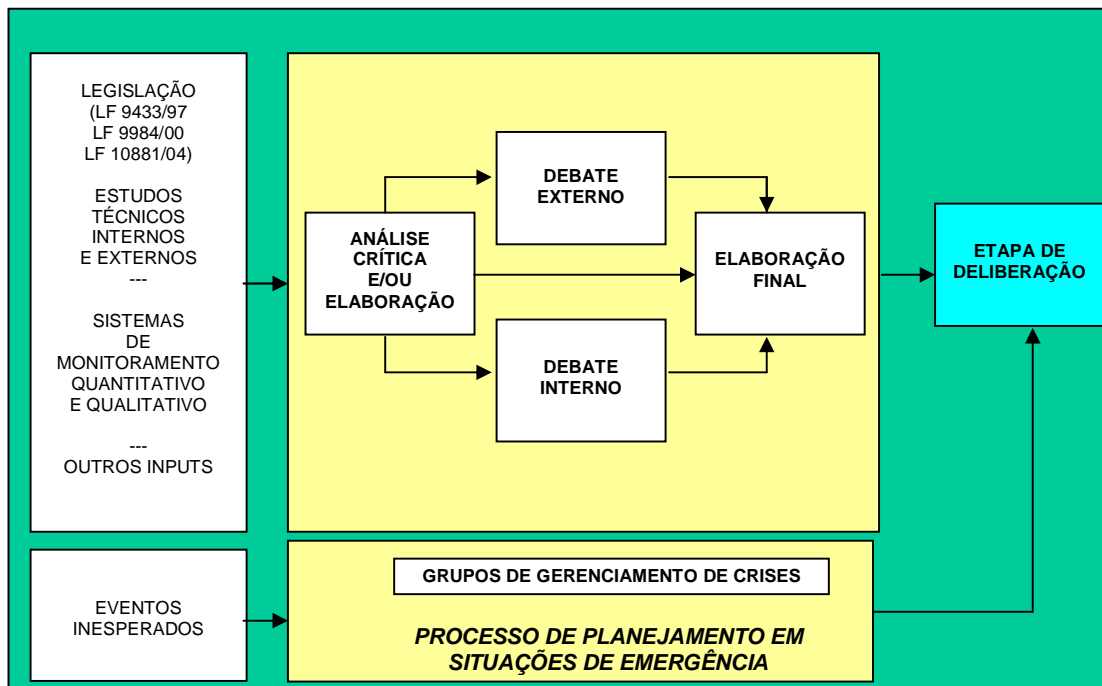 LEGISLAÇÃO
(LF 9433/97
LF 9984/00
LF 10881/04)
ESTUDOS
TÉCNICOS
INTERNOS
E EXTERNOS
---
SISTEMAS
DE
MONITORAMENTO
QUANTITATIVO
E QUALITATIVO
---
OUTROS INPUTS
ANÁLISE
CRÍTICA
E/OU
ELABORAÇÃO
DEBATE
EXTERNO
DEBATE
INTERNO
ELABORAÇÃO
FINAL
ETAPA DE
DELIBERAÇÃO
EVENTOS
INESPERADOS
GRUPOS DE GERENCIAMENTO DE CRISES
PROCESSO DE PLANEJAMENTO EM
SITUAÇÕES DE EMERGÊNCIA